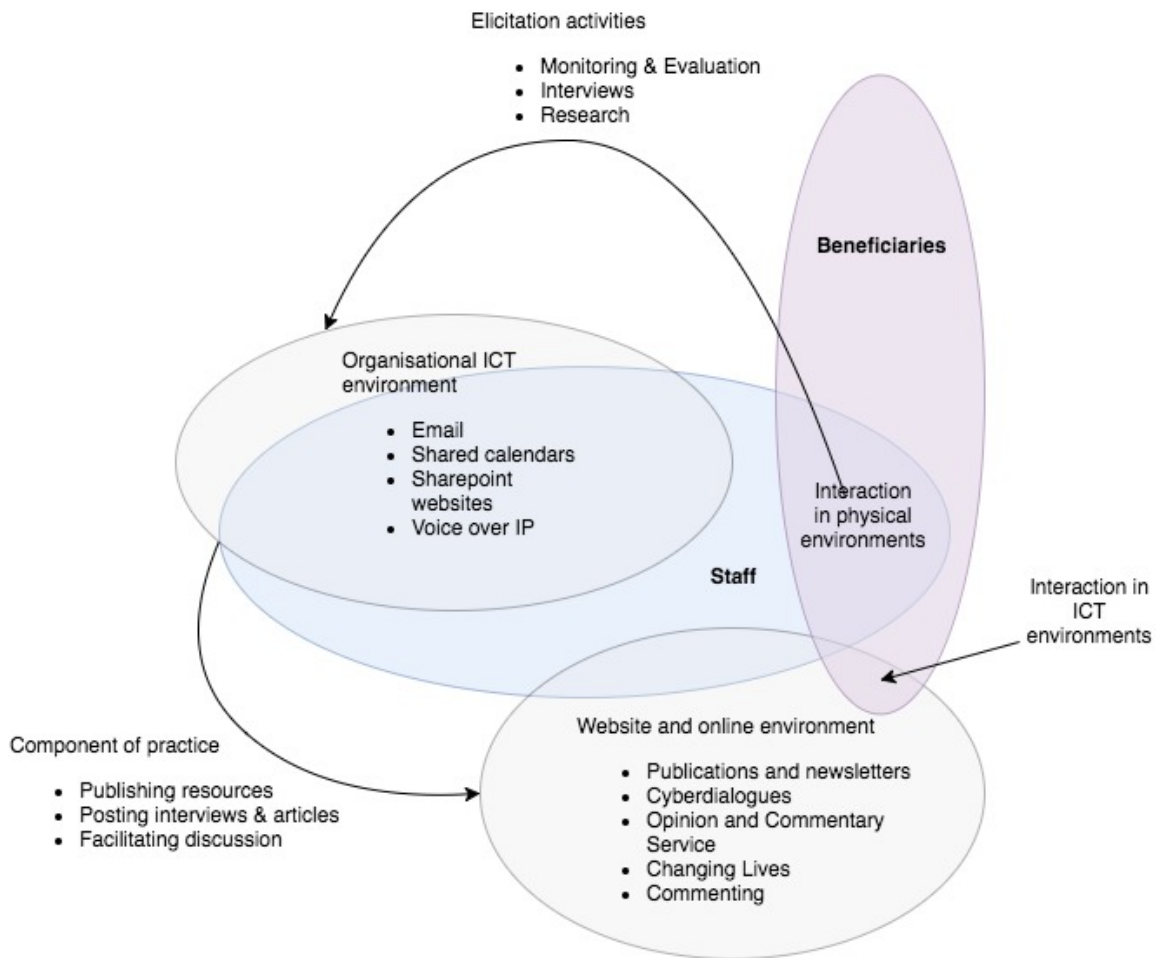 Elicitation activities
• Monitoring & Evaluation
• Interviews
• Research
Beneficiaries
Organisational ICT
environment
• Email
• Shared calendars
• Sharepoint
websites
• Voice over IP
Interaction
in physical
environments
Staff
Interaction in
ICT
environments
Website and online environment
• Publications and newsletters
• Cyberdialogues
• Opinion and Commentary
Service
• Changing Lives
• Commenting
Component of practice
• Publishing resources
• Posting interviews & articles
• Facilitating discussion